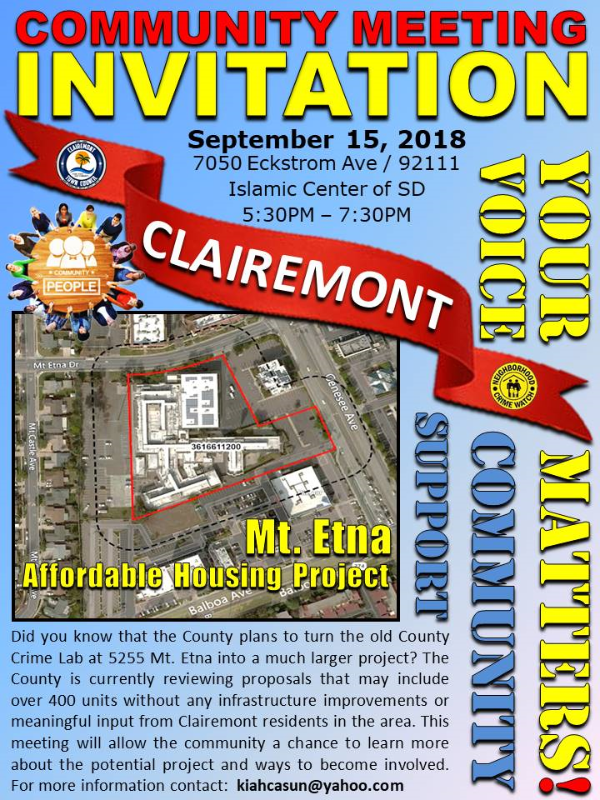 COMMUNITY MEETING
INVITATION
September 15, 2018
7050 Eckstrom Ave / 92111
Islamic Center of SD
5:30PM – 7:30PM
CLAIREMONT
TOWN COUNCIL
COMMUNITY
PEOPLE
CLAIREMONT
YOUR
VOICE
MATTERS!
NEIGHBORHOOD
CRIME WATCH
COMMUNITY
SUPPORT
Mt Etna Dr
Genesee Ave
Mt Castle Ave
3616611200
Mt. Etna
Affordable Housing Project
Balboa Ave
Did you know that the County plans to turn the old County
Crime Lab at 5255 Mt. Etna into a much larger project? The
County is currently reviewing proposals that may include
over 400 units without any infrastructure improvements or
meaningful input from Clairemont residents in the area. This
meeting will allow the community a chance to learn more
about the potential project and ways to become involved.
For more information contact: kiahcasun@yahoo.com